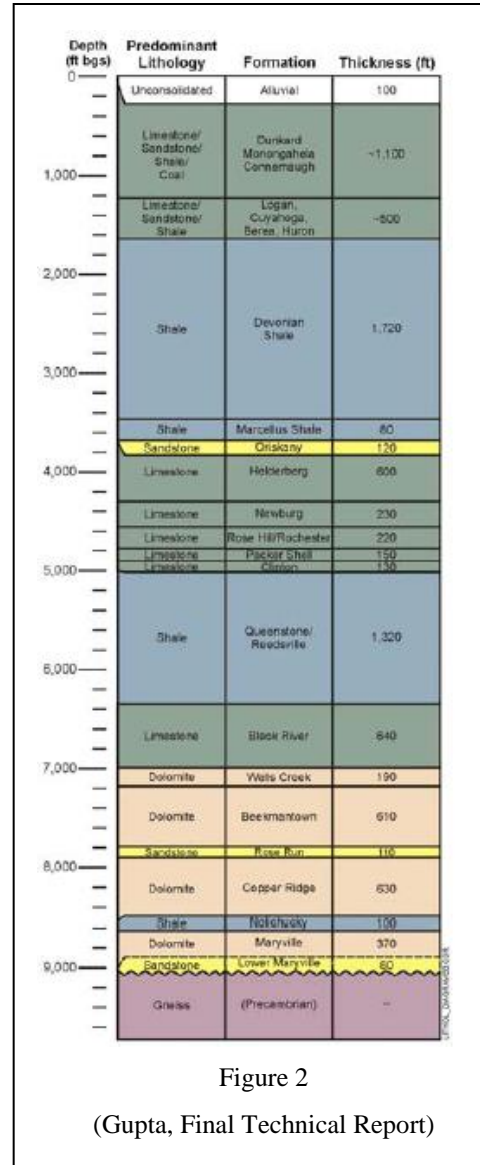 Depth Predominant
(ft bgs) Lithology Formation Thickness (ft)
0
Unconsolidated Alluvial 100
Limestone/
Sandstone/
Shale/
Coal
Dunkard
Monongahela
Connemaugh
~1,100
1,000
Limestone/
Sandstone/
Shale
Logan,
Cuyahoga,
Berea, Huron
~500
2,000
Shale
Devonian
Shale
1,720
3,000
Shale Marcellus Shale 80
Sandstone Oriskany 120
4,000
Limestone Helderberg 600
Limestone Newburg 230
Limestone Rose Hill/Rochester 220
Limestone Packer Shell 150
Limestone Clinton 130
5,000
Shale
Queenstone/
Reedsville
1,320
6,000
Limestone Black River 640
7,000
Dolomite Wells Creek 190
Dolomite Beekmantown 610
Sandstone Rose Run 110
8,000
Dolomite Copper Ridge 630
Shale Nolichucky 100
Dolomite Maryville 370
9,000
Sandstone Lower Maryville 60
Gneiss (Precambrian) –
Figure 2
(Gupta, Final Technical Report)